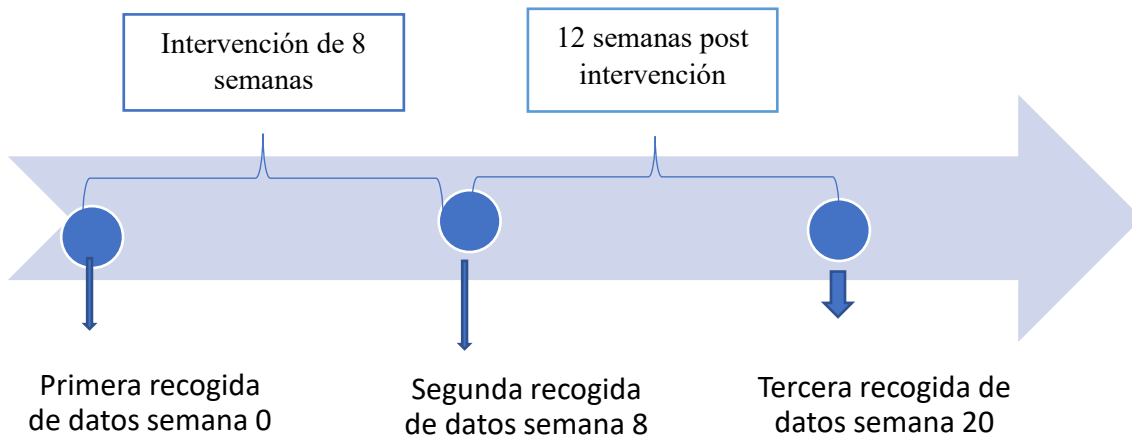 Intervención de 8
semanas
12 semanas post
intervención
Primera recogida
de datos semana 0
Segunda recogida
de datos semana 8
Tercera recogida de
datos semana 20